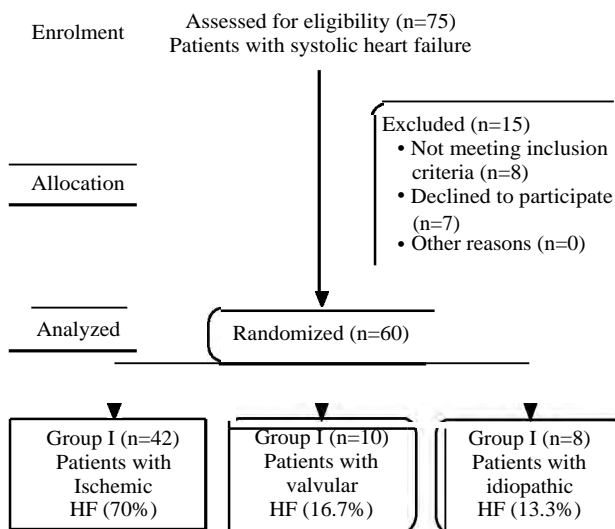 Enrolment
Assessed for eligibility (n=75)
Patients with systolic heart failure
Excluded (n=15)
• Not meeting inclusion
criteria (n=8)
• Declined to participate
(n=7)
• Other reasons (n=0)
Allocation
Analyzed
Randomized (n=60)
Group I (n=42)
Patients with
Ischemic
HF (70%)
Group I (n=10)
Patients with
valvular
HF (16.7%)
Group I (n=8)
Patients with
idiopathic
HF (13.3%)